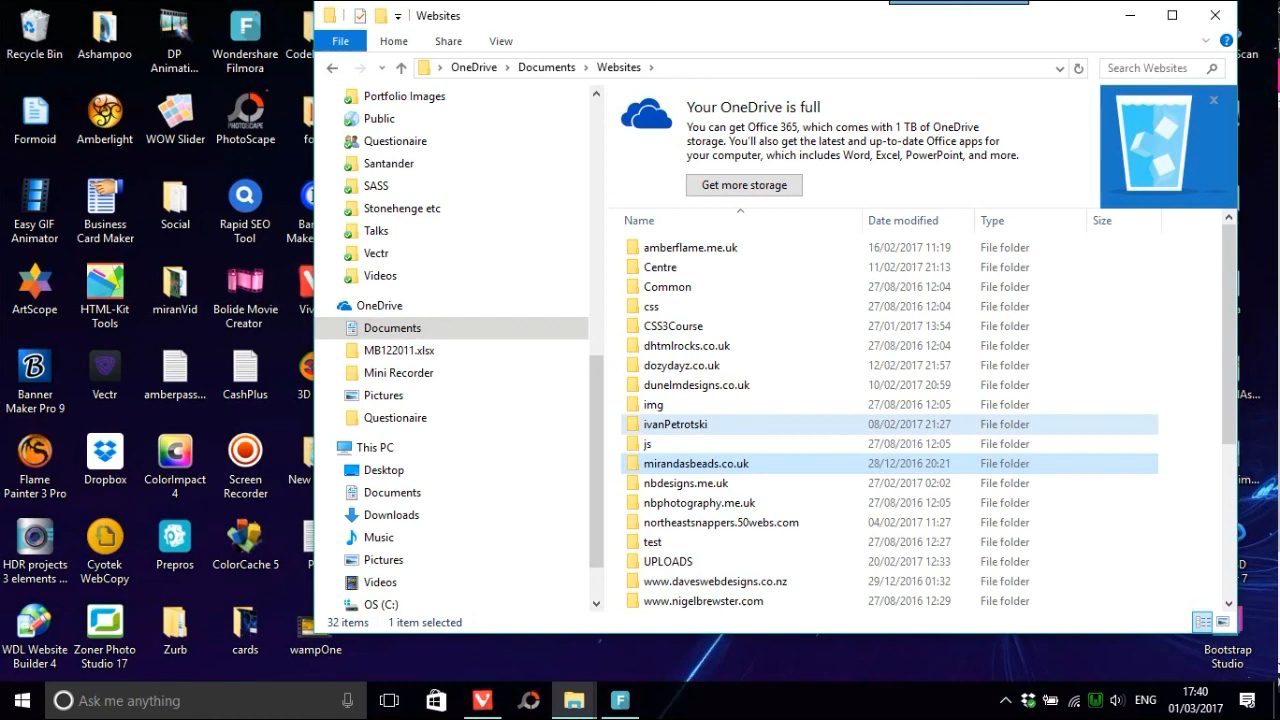 Websites
File Home Share View
OneDrive Documents Websites Search Websites
Recycle Bin
Ashampoo
DP Animati...
Wondershare Filmora
Formoid
Amberlight
WOW Slider
PhotoScape
Easy GIF Animator
Business Card Maker
Social
Rapid SEO Tool
ArtScope
HTML-Kit Tools
miranVid
Bolide Movie Creator
Banner Maker Pro 9
Vectr
amberpass...
CashPlus
3D
Flame Painter 3 Pro
Dropbox
ColorImpact 4
Screen Recorder
New
HDR projects 3 elements ...
Cyotek WebCopy
Prepros
ColorCache 5
WDL Website Builder 4
Zoner Photo Studio 17
Zurb
cards
wampOne
Portfolio Images
Public
Questionaire
Santander
SASS
Stonehenge etc
Talks
Vectr
Videos
OneDrive
Documents
MB122011.xlsx
Mini Recorder
Pictures
Questionaire
This PC
Desktop
Documents
Downloads
Music
Pictures
Videos
OS (C:)
Your OneDrive is full
You can get Office 365, which comes with 1 TB of OneDrive
storage. You'll also get the latest and up-to-date Office apps for
your computer, which includes Word, Excel, PowerPoint, and more.
Get more storage
Name Date modified Type Size
amberflame.me.uk 16/02/2017 11:19 File folder
Centre 11/02/2017 21:13 File folder
Common 27/08/2016 12:04 File folder
css 27/08/2016 12:04 File folder
CSS3Course 27/01/2017 13:54 File folder
dhtmlrocks.co.uk 27/08/2016 12:04 File folder
dozydayz.co.uk 12/02/2017 21:57 File folder
dunelmdesigns.co.uk 10/02/2017 20:59 File folder
img 27/08/2016 12:05 File folder
ivanPetrotski 08/02/2017 21:27 File folder
js 27/08/2016 12:05 File folder
mirandasbeads.co.uk 28/12/2016 20:21 File folder
nbdesigns.me.uk 27/02/2017 02:02 File folder
nbphotography.me.uk 27/08/2016 12:05 File folder
northeastsnappers.50webs.com 04/02/2017 11:27 File folder
test 27/08/2016 12:27 File folder
UPLOADS 20/02/2017 12:33 File folder
www.daveswebdesigns.co.nz 29/12/2016 01:32 File folder
www.nigelbrewster.com 27/08/2016 12:29 File folder
32 items 1 item selected
Bootstrap Studio
Ask me anything
ENG
17:40
01/03/2017